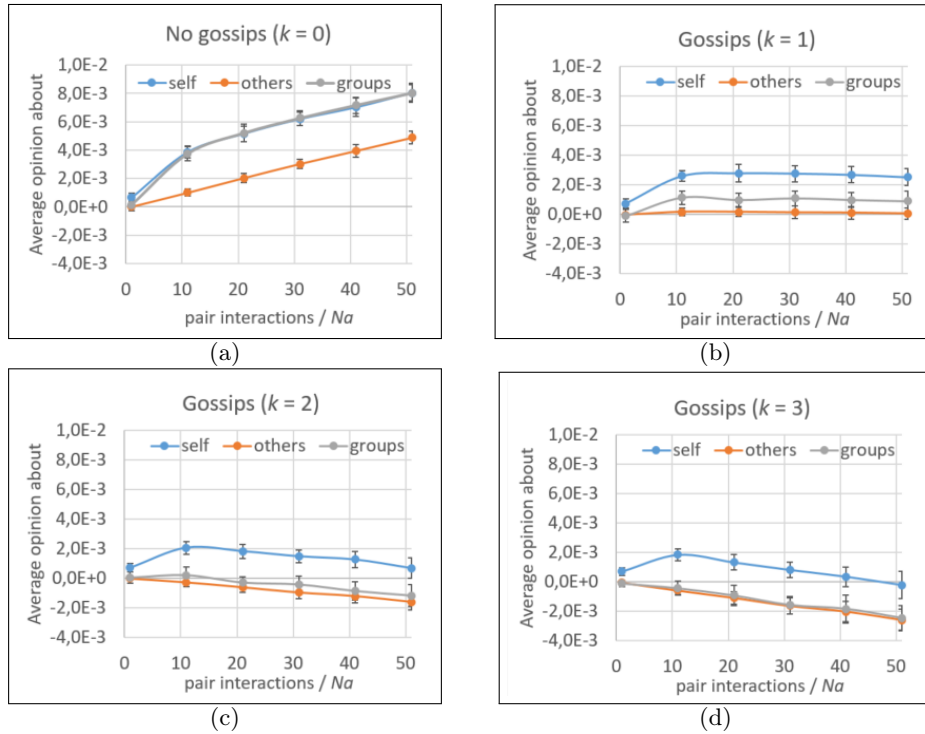 No gossips (k = 0)
1,0E-2
8,0E-3
6,0E-3
4,0E-3
2,0E-3
0,0E+0
-2,0E-3
-4,0E-3
Average opinion about
self others groups
0 10 20 30 40 50
pair interactions / Na
(a)
Gossips (k = 1)
1,0E-2
8,0E-3
6,0E-3
4,0E-3
2,0E-3
0,0E+0
-2,0E-3
-4,0E-3
Average opinion about
self others groups
0 10 20 30 40 50
pair interactions / Na
(b)
Gossips (k = 2)
1,0E-2
8,0E-3
6,0E-3
4,0E-3
2,0E-3
0,0E+0
-2,0E-3
-4,0E-3
Average opinion about
self others groups
0 10 20 30 40 50
pair interactions / Na
(c)
Gossips (k = 3)
1,0E-2
8,0E-3
6,0E-3
4,0E-3
2,0E-3
0,0E+0
-2,0E-3
-4,0E-3
Average opinion about
self others groups
0 10 20 30 40 50
pair interactions / Na
(d)